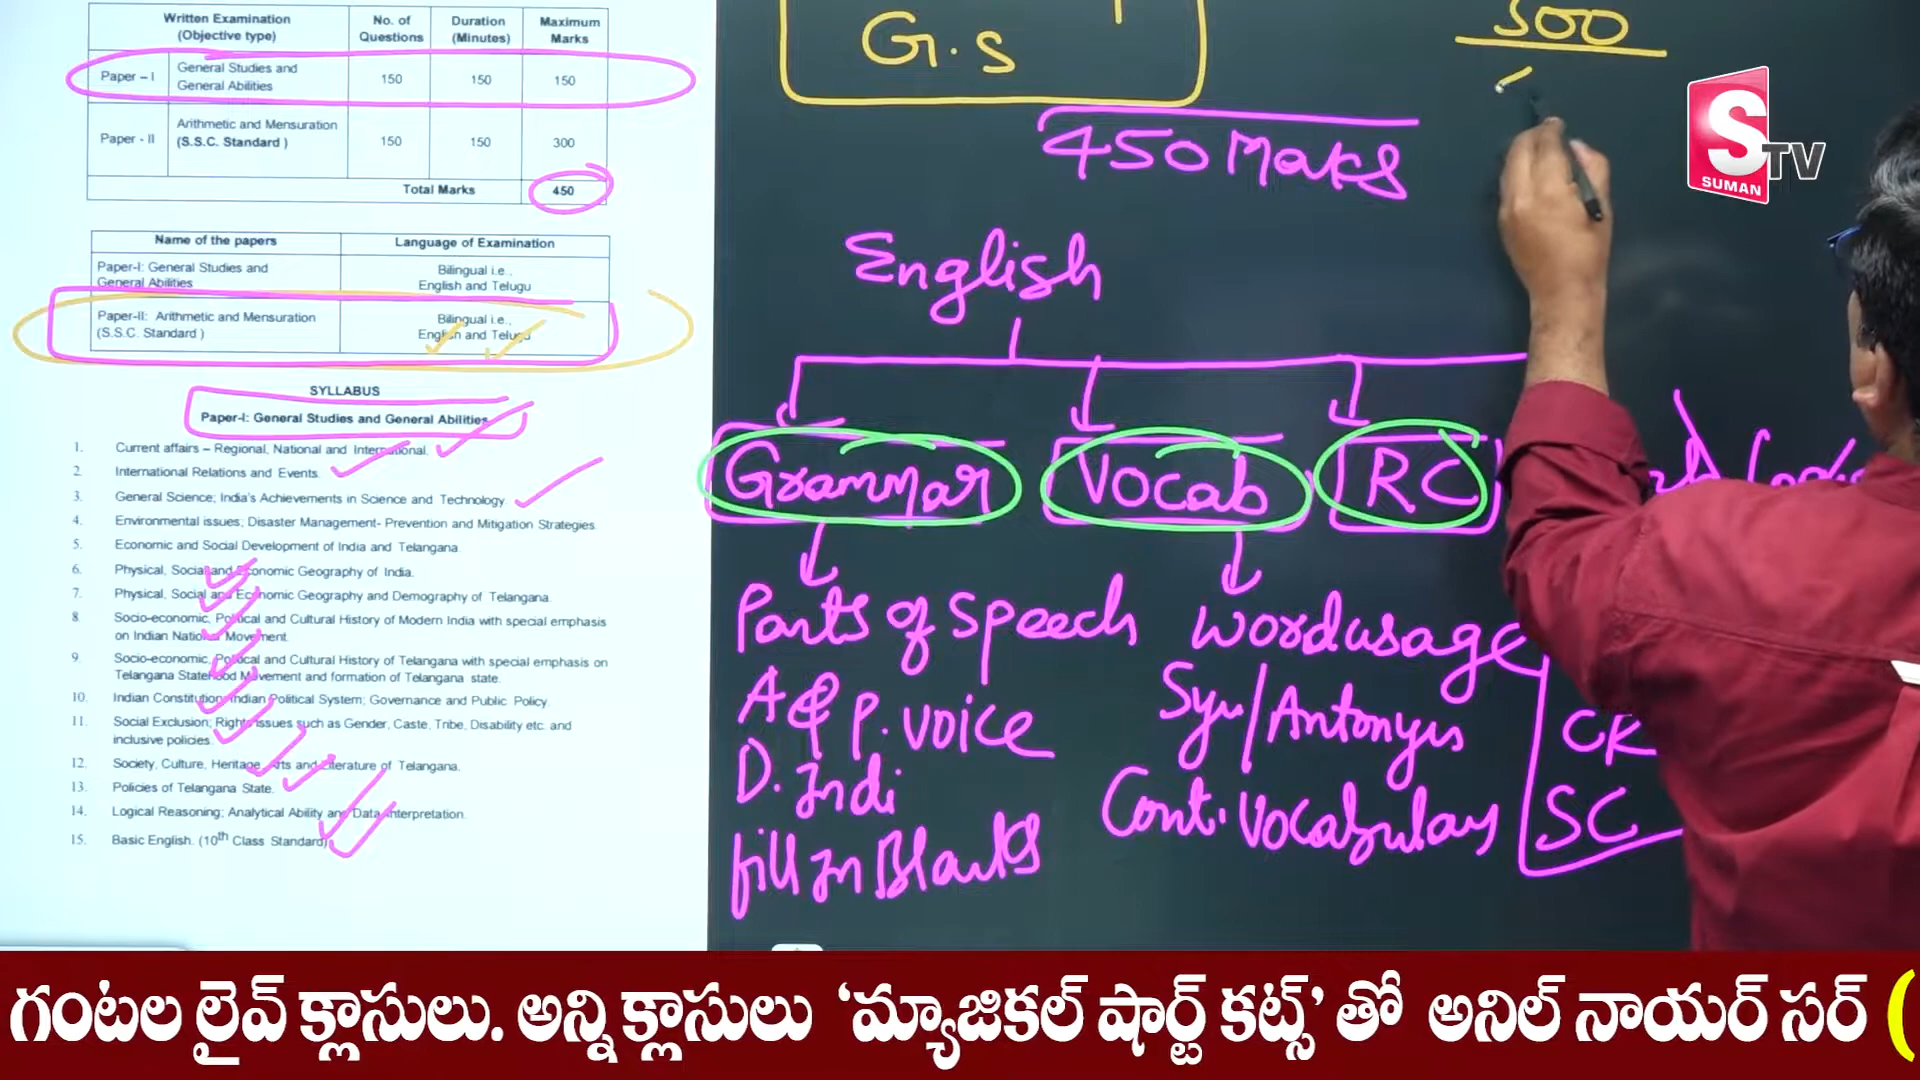 Written Examination (Objective type) No. of Questions Duration (Minutes) Maximum Marks
Paper – I General Studies and General Abilities 150 150 150
Paper - II Arithmetic and Mensuration (S.S.C. Standard ) 150 150 300
Total Marks 450
Name of the papers Language of Examination
Paper-I: General Studies and General Abilities Bilingual i.e., English and Telugu
Paper-II: Arithmetic and Mensuration (S.S.C. Standard ) Bilingual i.e., English and Telugu
SYLLABUS
Paper-I: General Studies and General Abilities
1. Current affairs – Regional, National and International.
2. International Relations and Events.
3. General Science; India's Achievements in Science and Technology.
4. Environmental issues; Disaster Management- Prevention and Mitigation Strategies.
5. Economic and Social Development of India and Telangana.
6. Physical, Social and Economic Geography of India.
7. Physical, Social and Economic Geography and Demography of Telangana.
8. Socio-economic, Political and Cultural History of Modern India with special emphasis
on Indian National Movement.
9. Socio-economic, Political and Cultural History of Telangana with special emphasis on
Telangana Statehood Movement and formation of Telangana state.
10. Indian Constitution; Indian Political System; Governance and Public Policy.
11. Social Exclusion; Rights issues such as Gender, Caste, Tribe, Disability etc. and
inclusive policies.
12. Society, Culture, Heritage, Arts and Literature of Telangana.
13. Policies of Telangana State.
14. Logical Reasoning; Analytical Ability and Data Interpretation.
15. Basic English. (10th Class Standard)
G.s
300
450 Maks
English
Grammar
Vocab
RC
Parts of Speech
A & P. voice
D. Indi
fill In Blanks
Word usage
Syn/Antonyms
Cont. Vocabulary
SC
S TV
SUMAN
గంటల లైవ్ క్లాసులు. అన్ని క్లాసులు ‘మ్యాజికల్ షార్ట్ కట్స్’ తో అనిల్ నాయర్ సర్ (